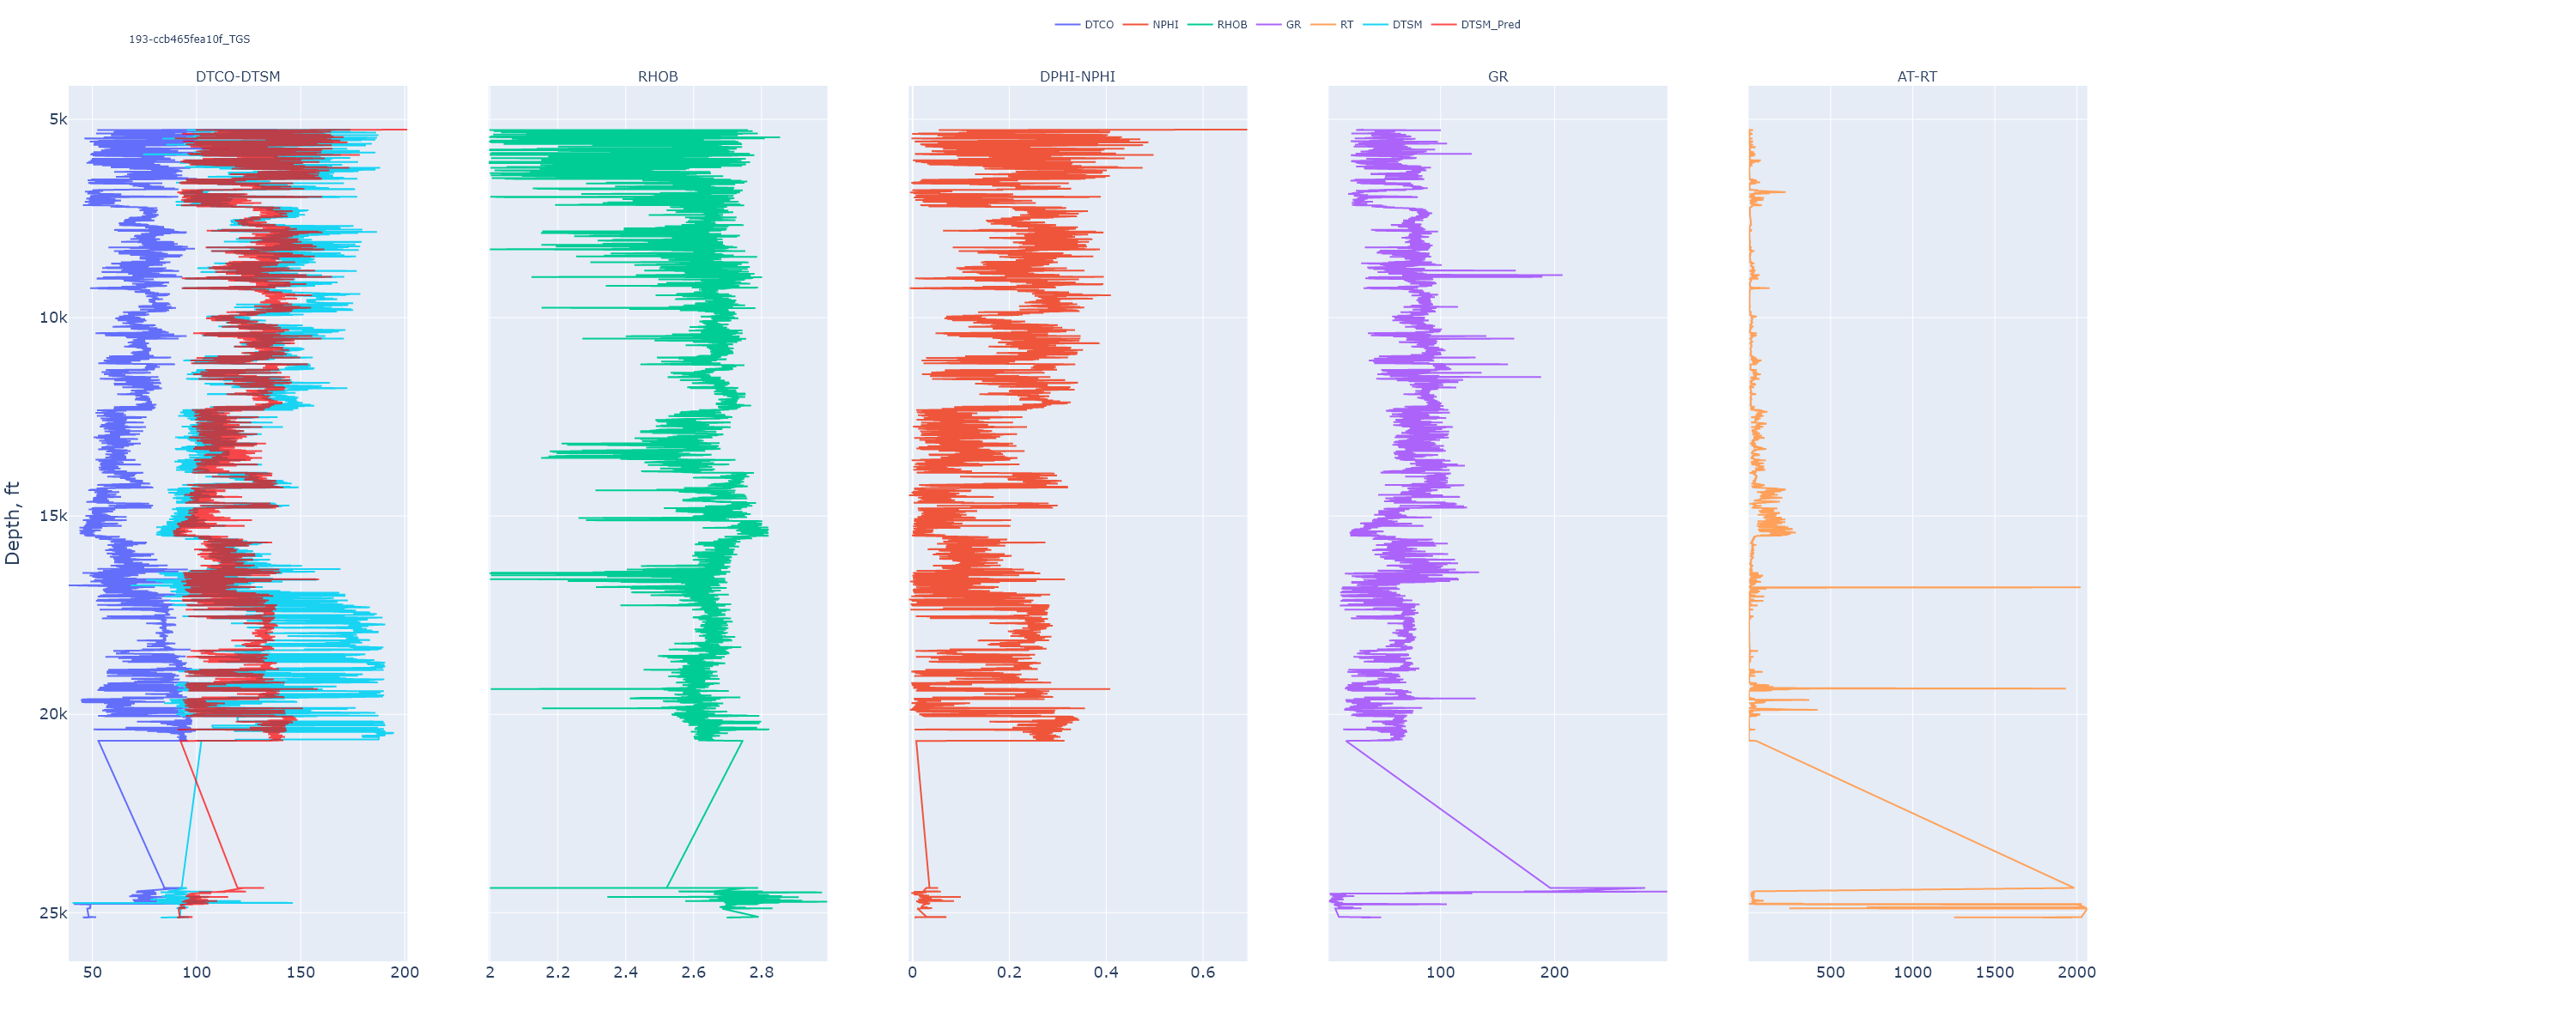 DTCO NPHI RHOB GR RT DTSM DTSM_Pred
193-ccb465fea10f_TGS
DTCO-DTSM RHOB DPHI-NPHI GR AT-RT
5k
10k
15k
20k
25k
Depth, ft
50 100 150 200 2 2.2 2.4 2.6 2.8 0 0.2 0.4 0.6 100 200 500 1000 1500 2000